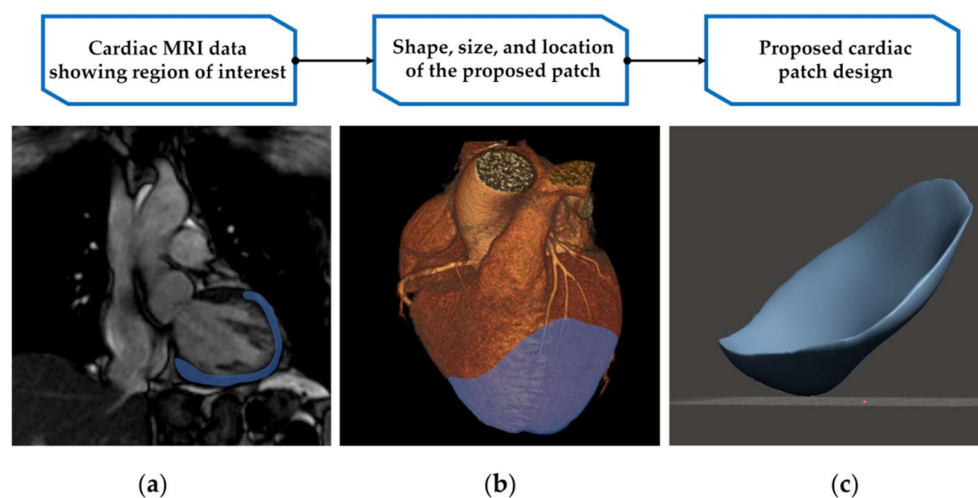 Cardiac MRI data
showing region of interest
Shape, size, and location
of the proposed patch
Proposed cardiac
patch design
(a)
(b)
(c)